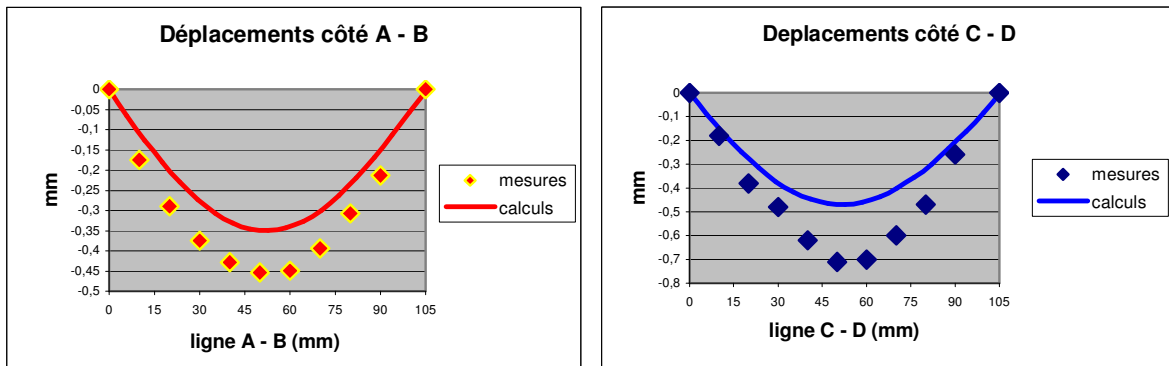 Déplacements côté A - B
mm
0
-0,05
-0,1
-0,15
-0,2
-0,25
-0,3
-0,35
-0,4
-0,45
-0,5
0 15 30 45 60 75 90 105
ligne A - B (mm)
mesures
calculs
Deplacements côté C - D
mm
0
-0,1
-0,2
-0,3
-0,4
-0,5
-0,6
-0,7
-0,8
0 15 30 45 60 75 90 105
ligne C - D (mm)
mesures
calculs